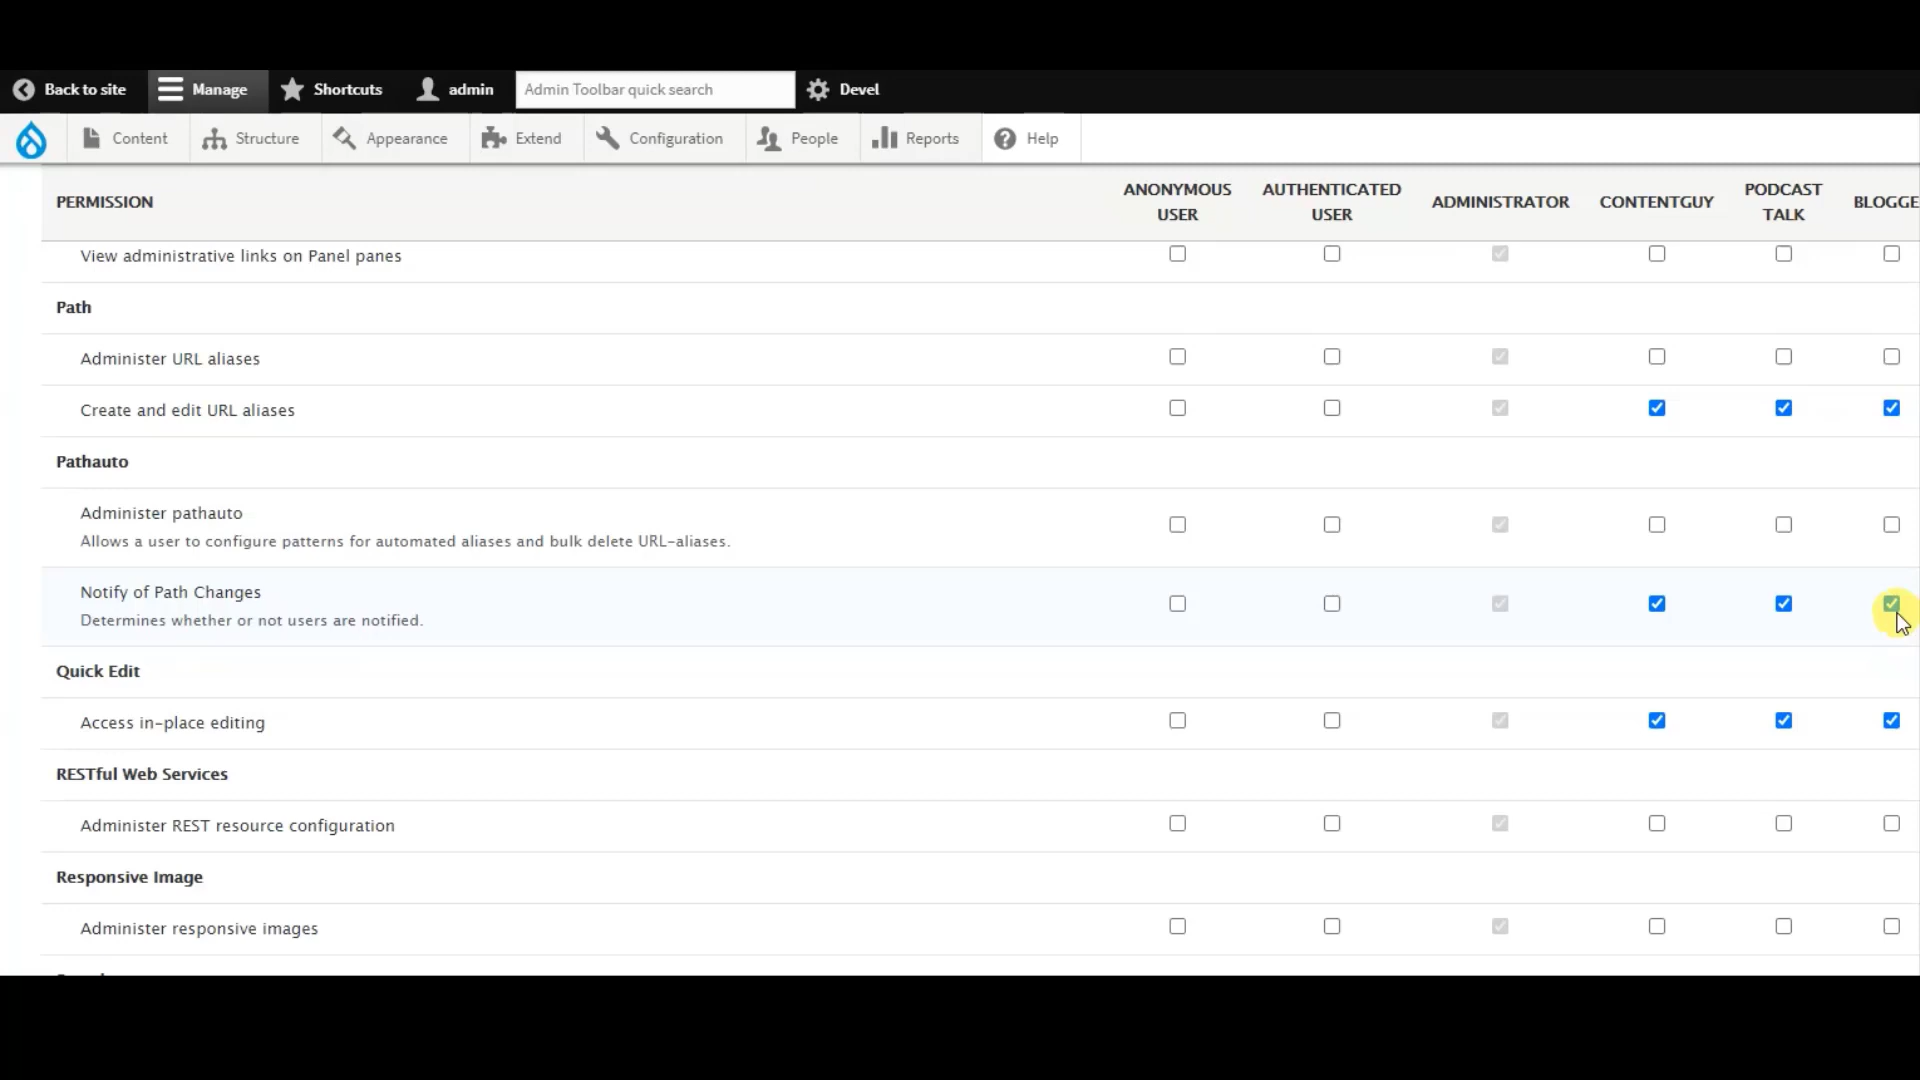 Back to site Manage Shortcuts admin Admin Toolbar quick search Devel
Content Structure Appearance Extend Configuration People Reports Help
PERMISSION ANONYMOUS USER AUTHENTICATED USER ADMINISTRATOR CONTENTGUY PODCAST TALK BLOGGE
View administrative links on Panel panes
Path
Administer URL aliases
Create and edit URL aliases
Pathauto
Administer pathauto
Allows a user to configure patterns for automated aliases and bulk delete URL-aliases.
Notify of Path Changes
Determines whether or not users are notified.
Quick Edit
Access in-place editing
RESTful Web Services
Administer REST resource configuration
Responsive Image
Administer responsive images